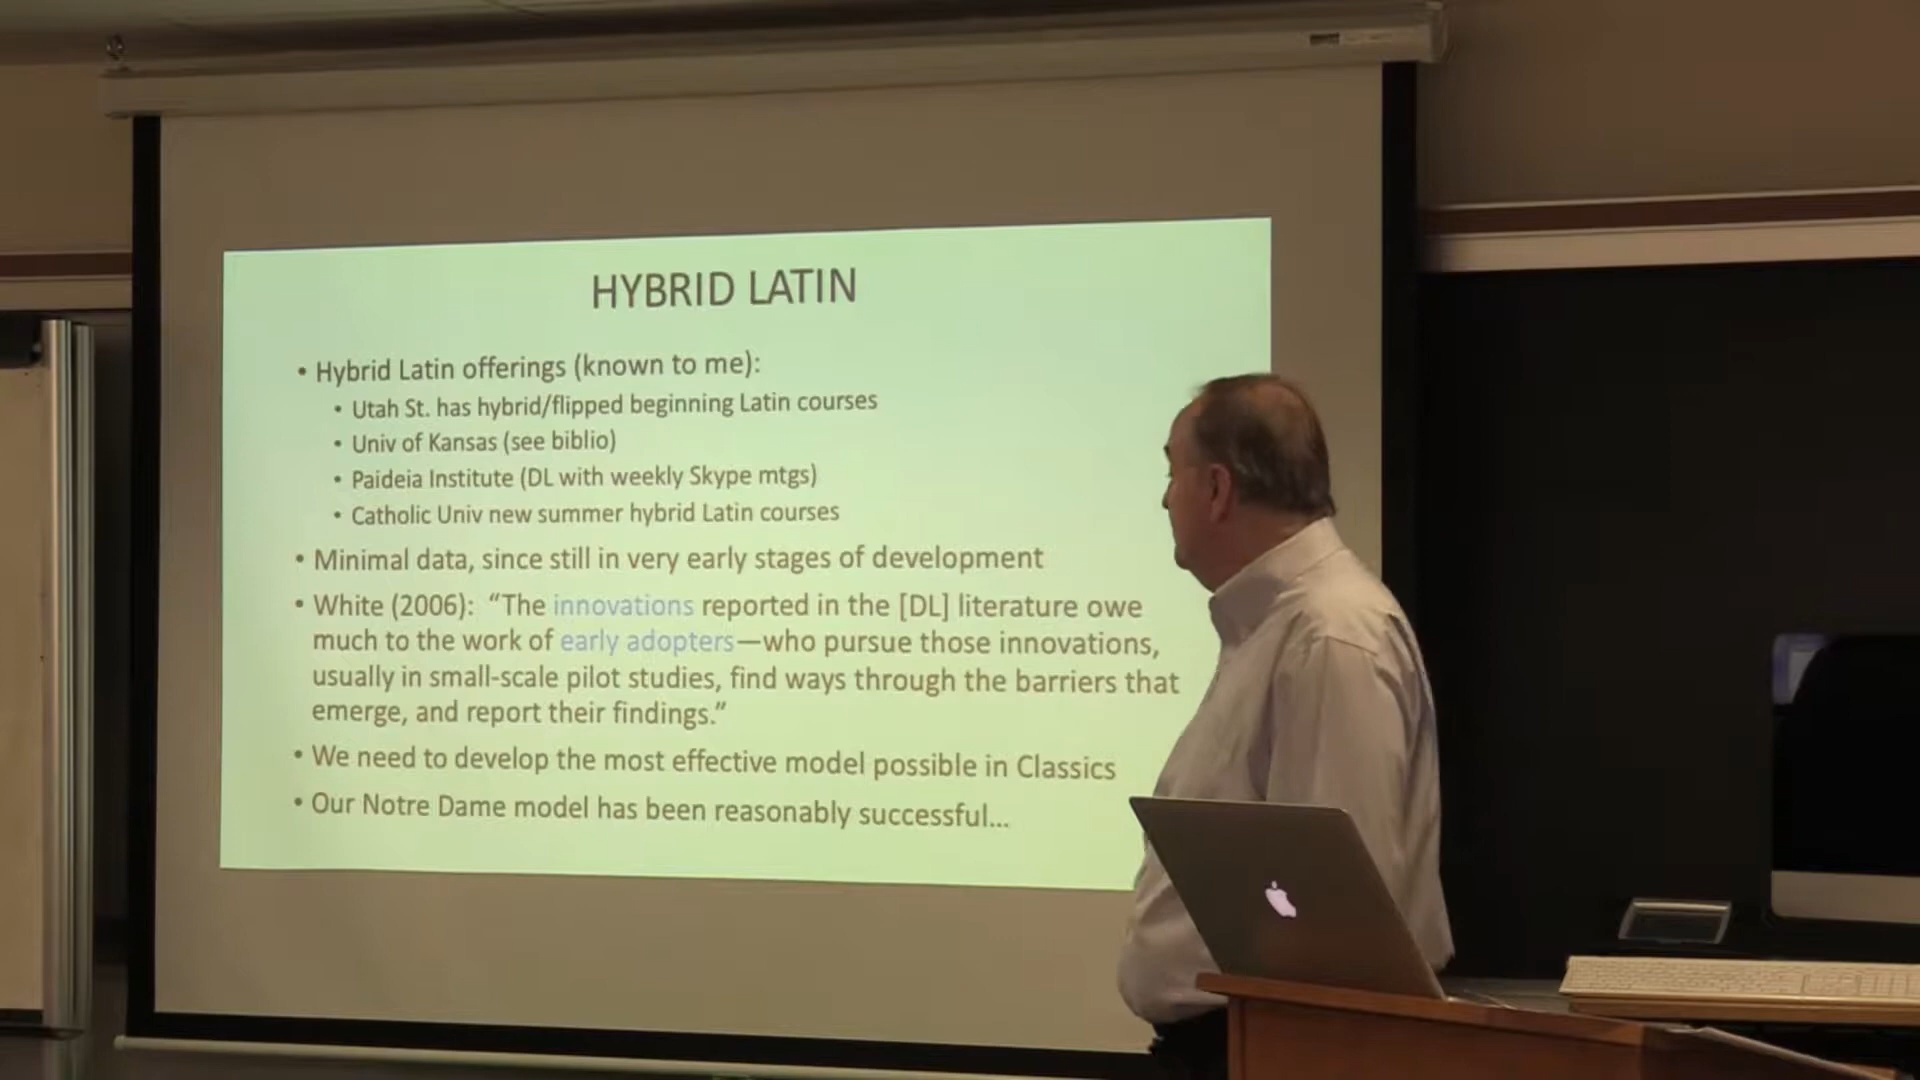 HYBRID LATIN
• Hybrid Latin offerings (known to me):
• Utah St. has hybrid/flipped beginning Latin courses
• Univ of Kansas (see biblio)
• Paideia Institute (DL with weekly Skype mtgs)
• Catholic Univ new summer hybrid Latin courses
• Minimal data, since still in very early stages of development
• White (2006): “The innovations reported in the [DL] literature owe
much to the work of early adopters—who pursue those innovations,
usually in small-scale pilot studies, find ways through the barriers that
emerge, and report their findings.”
• We need to develop the most effective model possible in Classics
• Our Notre Dame model has been reasonably successful...